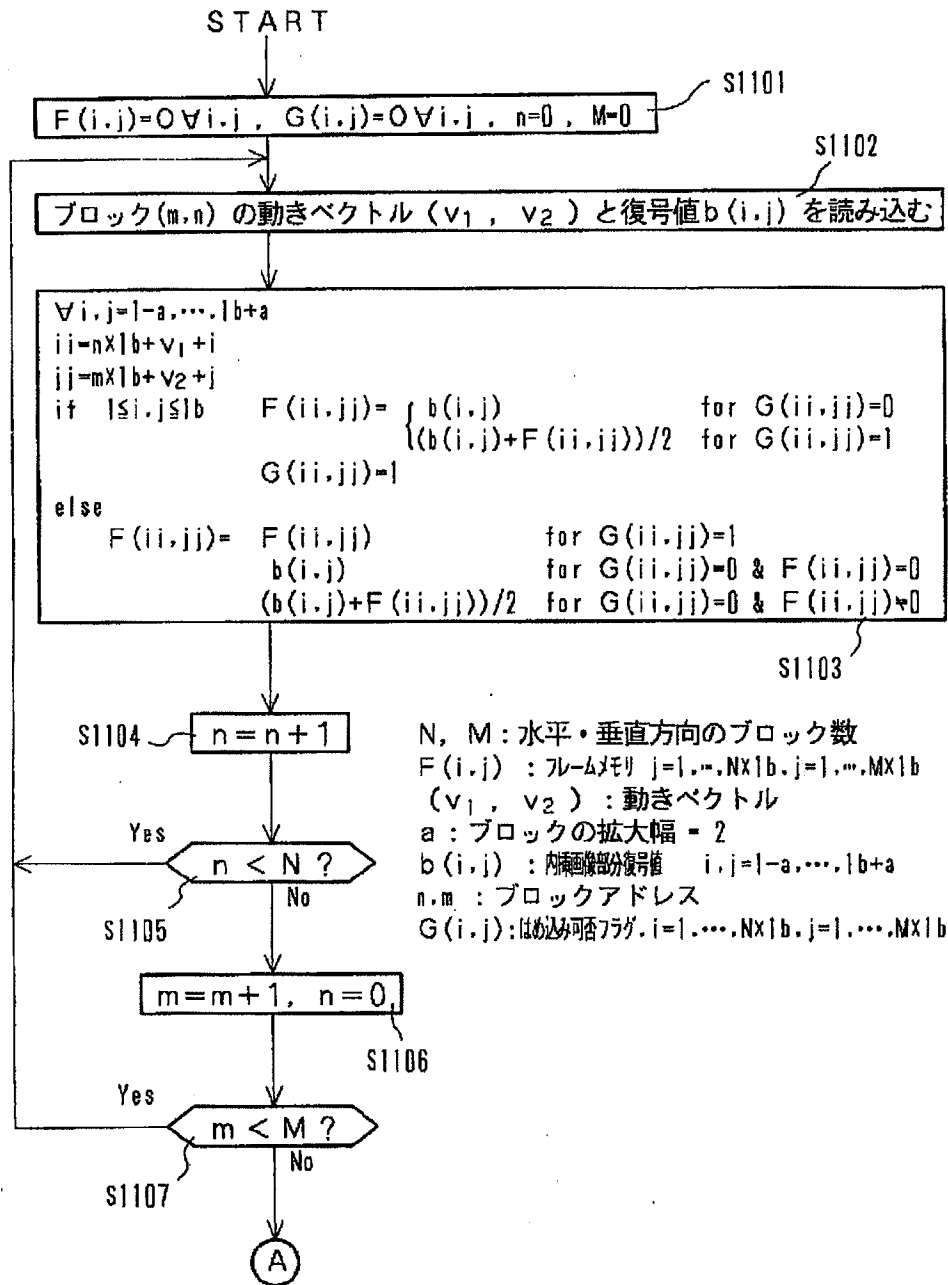 START
S1101
F(i,j)=0∀i,j , G(i,j)=0∀i,j , n=0 , M=0
S1102
ブロック(m,n) の動きベクトル (v₁ , v₂ ) と復号値b(i,j) を読み込む
∀i,j=1-a,…,lb+a
ii=n×lb+v₁+i
jj=m×lb+v₂+j
if 1≦i,j≦lb F(ii,jj)= { b(i,j) for G(ii,jj)=0
(b(i,j)+F(ii,jj))/2 for G(ii,jj)=1
G(ii,jj)=1
else
F(ii,jj)= F(ii,jj) for G(ii,jj)=1
b(i,j) for G(ii,jj)=0 & F(ii,jj)=0
(b(i,j)+F(ii,jj))/2 for G(ii,jj)=0 & F(ii,jj)≒0
S1103
S1104
n=n+1
N, M : 水平・垂直方向のブロック数
F(i,j) : フレームメモリ j=1,…,N×lb,j=1,…,M×lb
(v₁ , v₂ ) : 動きベクトル
a : ブロックの拡大幅 = 2
b(i,j) : 内挿画像部分復号値 i,j=1-a,…,lb+a
n,m : ブロックアドレス
G(i,j):はめ込み可否フラグ,i=1,…,N×lb,j=1,…,M×lb
Yes
n < N ?
No
S1105
m=m+1, n=0,
S1106
Yes
m < M ?
No
S1107
A